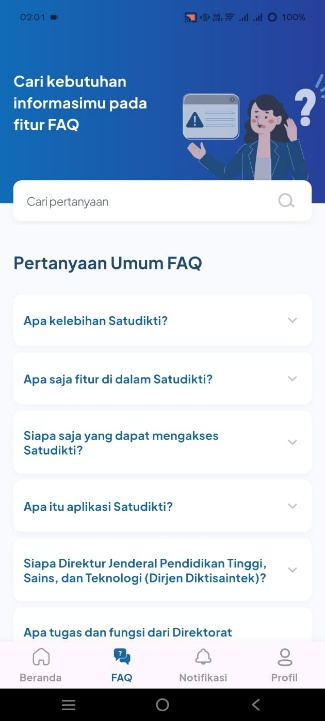 02:01
100%
Cari kebutuhan
informasimu pada
fitur FAQ
?
Cari pertanyaan
Pertanyaan Umum FAQ
Apa kelebihan Satudikti?
Apa saja fitur di dalam Satudikti?
Siapa saja yang dapat mengakses
Satudikti?
Apa itu aplikasi Satudikti?
Siapa Direktur Jenderal Pendidikan Tinggi,
Sains, dan Teknologi (Dirjen Diktisaintek)?
Apa tugas dan fungsi dari Direktorat
Beranda
FAQ
Notifikasi
Profil